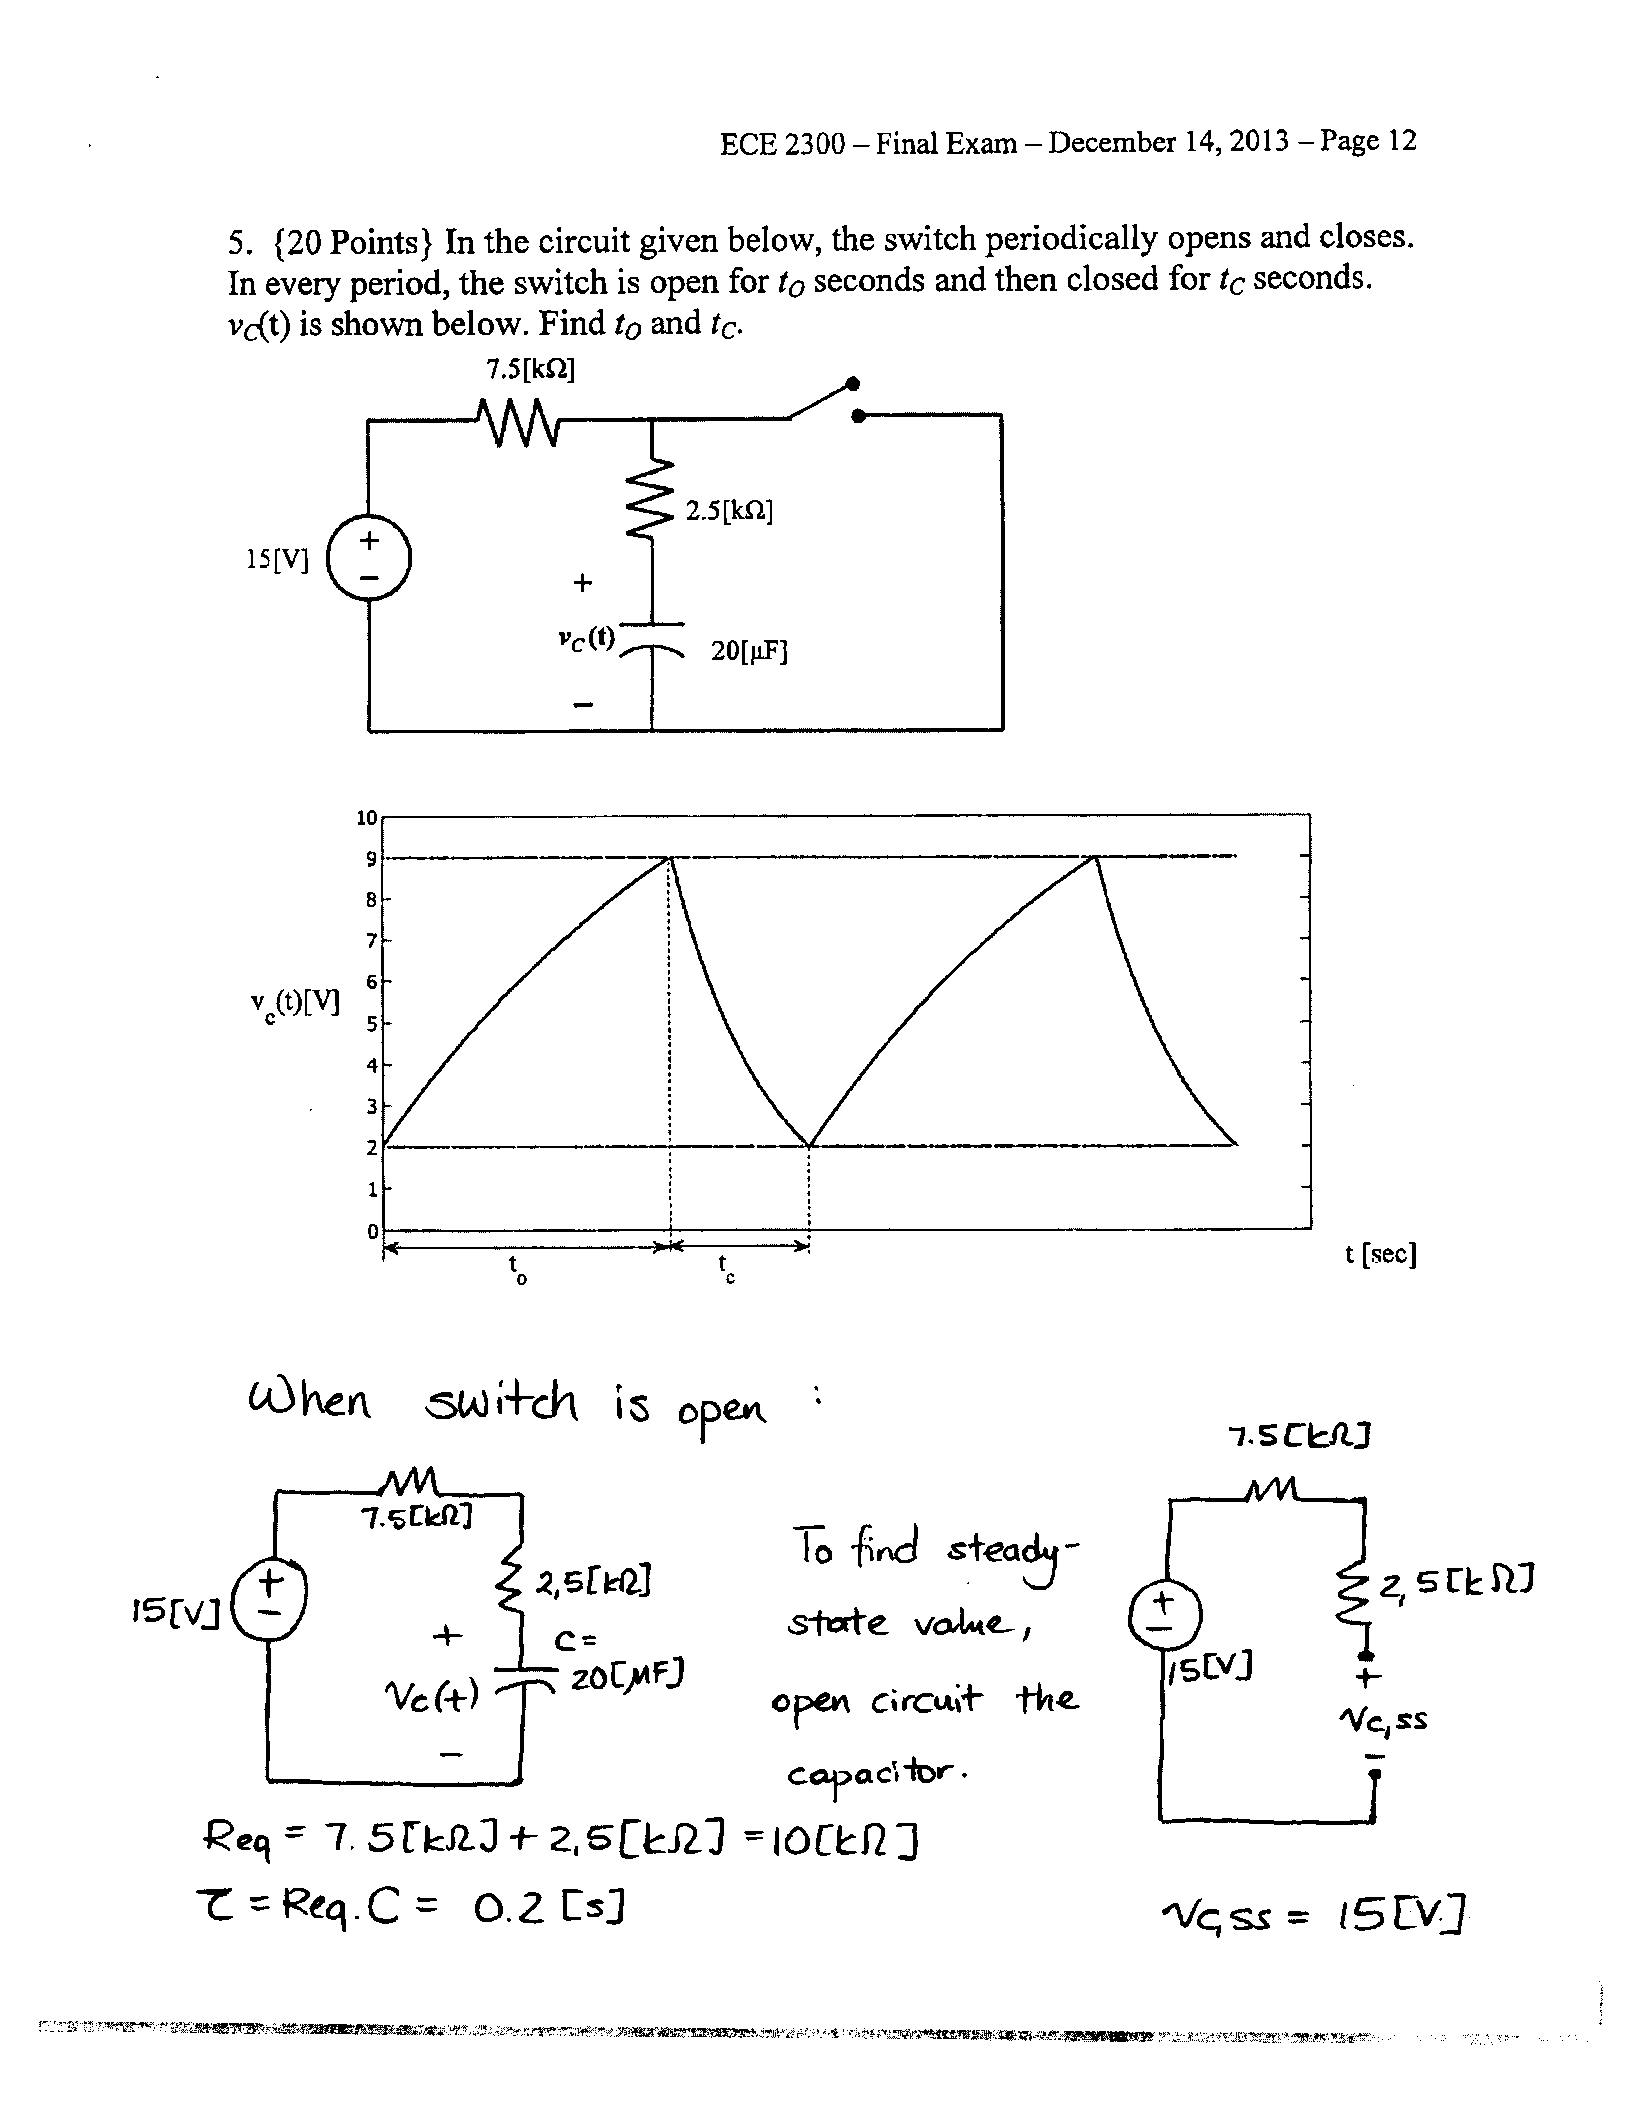 ECE 2300 – Final Exam – December 14, 2013 – Page 12
5. {20 Points} In the circuit given below, the switch periodically opens and closes.
In every period, the switch is open for tO seconds and then closed for tC seconds.
vC(t) is shown below. Find tO and tC.
7.5[kΩ]
2.5[kΩ]
15[V]
+
−
+
vC(t)
20[µF]
−
10
9
8
7
6
5
4
3
2
1
0
vc(t)[V]
to
tc
t [sec]
When switch is open :
7.5[kΩ]
2,5[kΩ]
15[V]
+
−
+
C =
20[µF]
Vc(t)
−
To find steady-
state value,
open circuit the
capacitor.
7.5[kΩ]
2,5[kΩ]
+
−
15[V]
+
Vc,ss
−
Req = 7.5[kΩ] + 2,5[kΩ] = 10[kΩ]
τ = Req.C = 0.2 [s]
Vc,ss = 15[V]